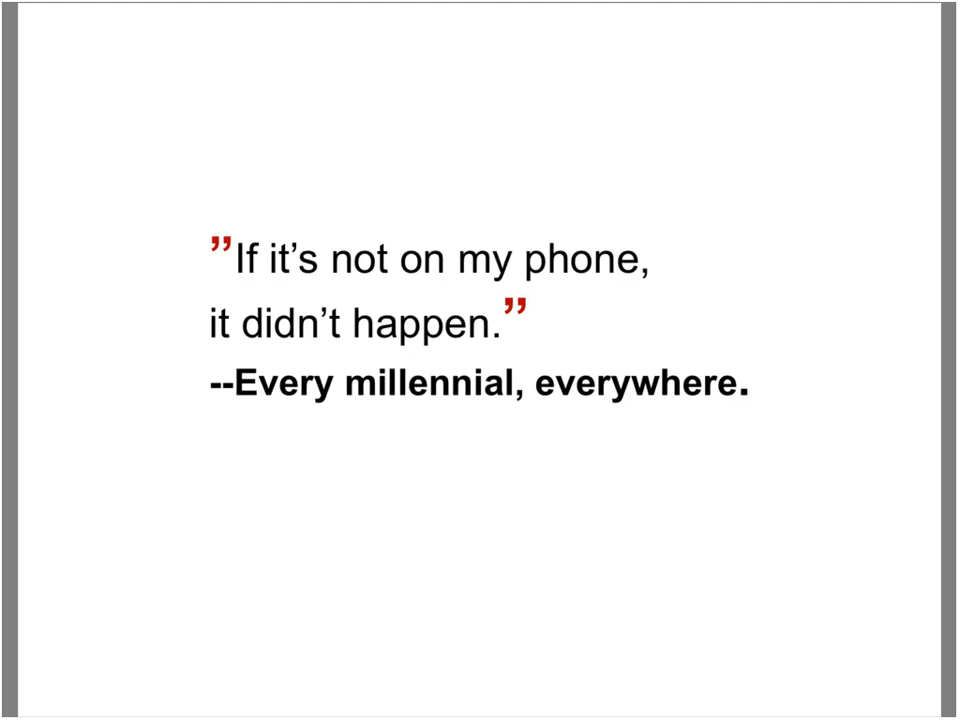 ”If it’s not on my phone,
it didn’t happen.”
--Every millennial, everywhere.